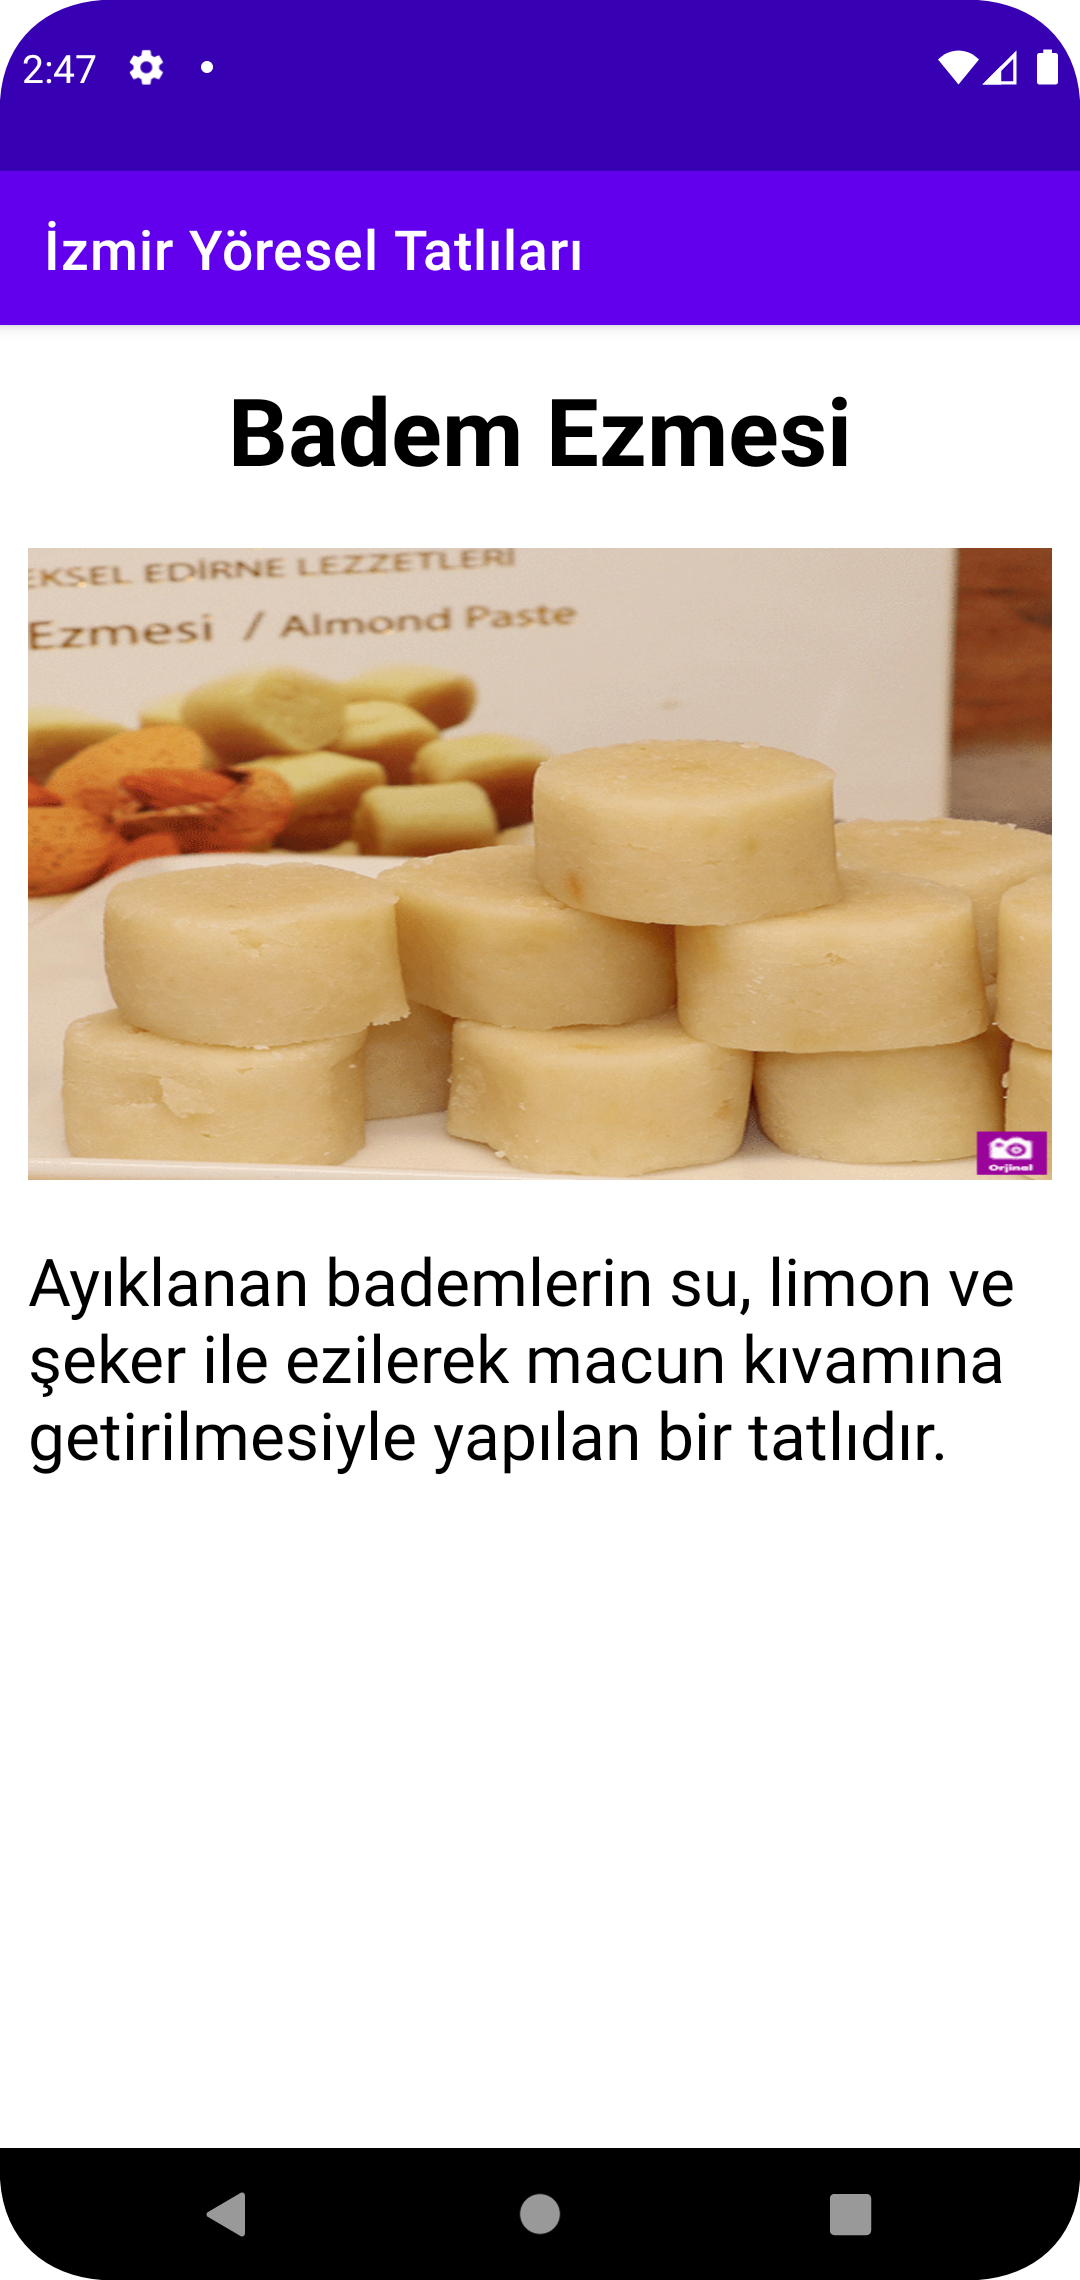 2:47
İzmir Yöresel Tatlıları
Badem Ezmesi
EDİRNE LEZZETLERİ
Ezmesi / Almond Paste
Orjinal
Ayıklanan bademlerin su, limon ve
şeker ile ezilerek macun kıvamına
getirilmesiyle yapılan bir tatlıdır.